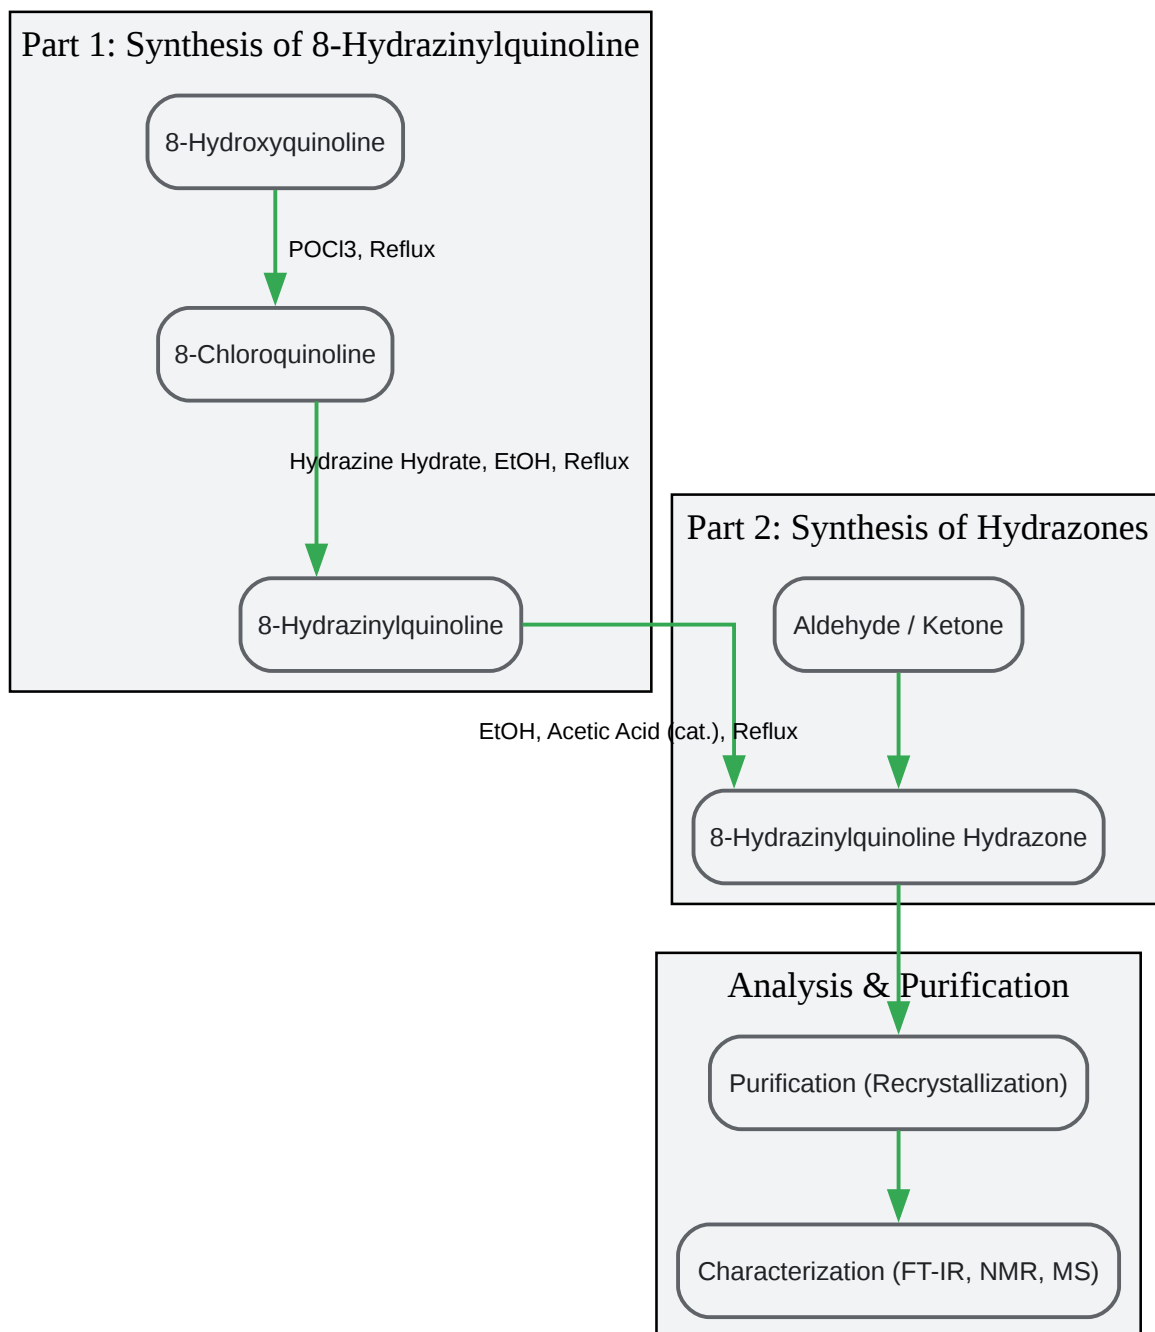 Part 1: Synthesis of 8-Hydrazinylquinoline
8-Hydroxyquinoline
POCl3, Reflux
8-Chloroquinoline
Hydrazine Hydrate, EtOH, Reflux
8-Hydrazinylquinoline
Part 2: Synthesis of Hydrazones
Aldehyde / Ketone
EtOH, Acetic Acid (cat.), Reflux
8-Hydrazinylquinoline Hydrazone
Analysis & Purification
Purification (Recrystallization)
Characterization (FT-IR, NMR, MS)